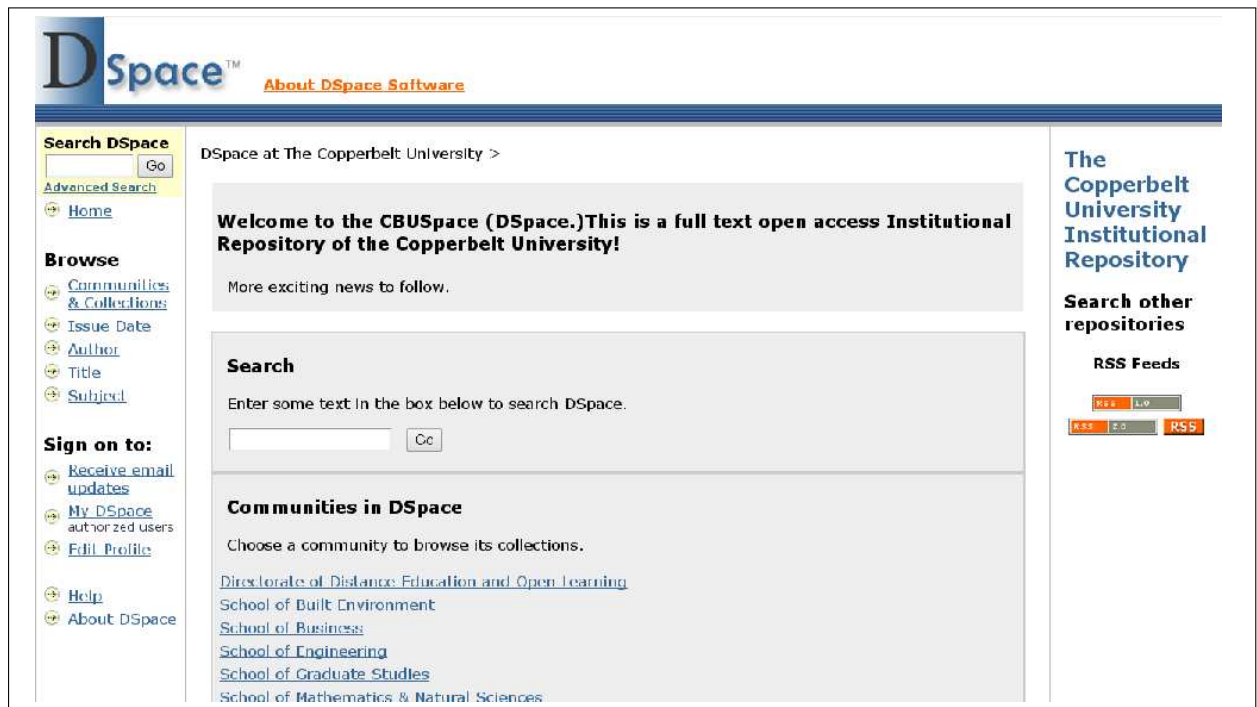 DSpace™
About DSpace Software
Search DSpace
Go
Advanced Search
Home
Browse
Communities
& Collections
Issue Date
Author
Title
Subject
Sign on to:
Receive email
updates
My DSpace
authorized users
Edit Profile
Help
About DSpace
DSpace at The Copperbelt University >
Welcome to the CBUSpace (DSpace.)This is a full text open access Institutional
Repository of the Copperbelt University!
More exciting news to follow.
Search
Enter some text in the box below to search DSpace.
Go
Communities in DSpace
Choose a community to browse its collections.
Directorate of Distance Education and Open Learning
School of Built Environment
School of Business
School of Engineering
School of Graduate Studies
School of Mathematics & Natural Sciences
The
Copperbelt
University
Institutional
Repository
Search other
repositories
RSS Feeds
RSS 1.0
RSS 2.0 RSS